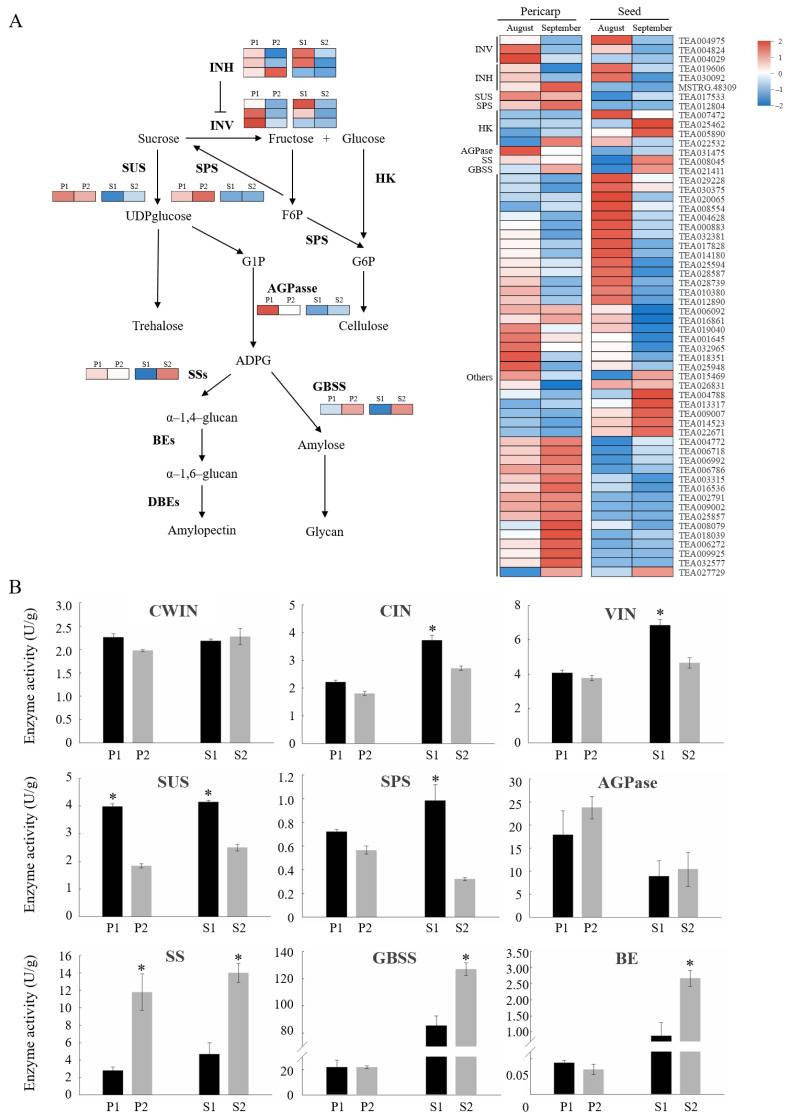 A
P1 P2 S1 S2
INH
P1 P2 S1 S2
INV
Sucrose Fructose + Glucose
SUS SPS HK
P1 P2 S1 S2 P1 P2 S1 S2
UDPglucose F6P
SPS
G1P G6P
AGPasse
P1 P2 S1 S2
Trehalose Cellulose
ADPG
P1 P2 S1 S2 SSs
GBSS
P1 P2 S1 S2
α–1,4–glucan
BEs Amylose
α–1,6–glucan
DBEs
Amylopectin Glycan
Pericarp Seed
August September August September
INV
INH
SUS
SPS
HK
AGPase
SS
GBSS
Others
TEA004975
TEA004824
TEA004029
TEA019606
TEA030092
MSTRG.48309
TEA017533
TEA012804
TEA007472
TEA025462
TEA005890
TEA022532
TEA031475
TEA008045
TEA021411
TEA029228
TEA030375
TEA020065
TEA008554
TEA004628
TEA000883
TEA032381
TEA017828
TEA014180
TEA025594
TEA028587
TEA028739
TEA010380
TEA012890
TEA006092
TEA016861
TEA019040
TEA001645
TEA032965
TEA018351
TEA025948
TEA015469
TEA026831
TEA004788
TEA013317
TEA009007
TEA014523
TEA022671
TEA004772
TEA006718
TEA006992
TEA006786
TEA003315
TEA016536
TEA002791
TEA009002
TEA025857
TEA008079
TEA018039
TEA006272
TEA009925
TEA032577
TEA027729
2
1
0
−1
−2
B
CWIN
Enzyme activity (U/g)
3.0
2.5
2.0
1.5
1.0
0.5
0
P1 P2 S1 S2
CIN
5
4
3
2
1
0
*
P1 P2 S1 S2
VIN
8
6
4
2
0
*
P1 P2 S1 S2
SUS
Enzyme activity (U/g)
5
4
3
2
1
0
* *
P1 P2 S1 S2
SPS
1.2
1.0
0.8
0.6
0.4
0.2
0
*
P1 P2 S1 S2
AGPase
30
25
20
15
10
5
0
P1 P2 S1 S2
SS
Enzyme activity (U/g)
16
14
12
10
8
6
4
2
0
* *
P1 P2 S1 S2
GBSS
140
120
100
80
20
0
*
P1 P2 S1 S2
BE
3.50
3.00
2.50
2.00
1.50
1.00
0.05
0
*
P1 P2 S1 S2